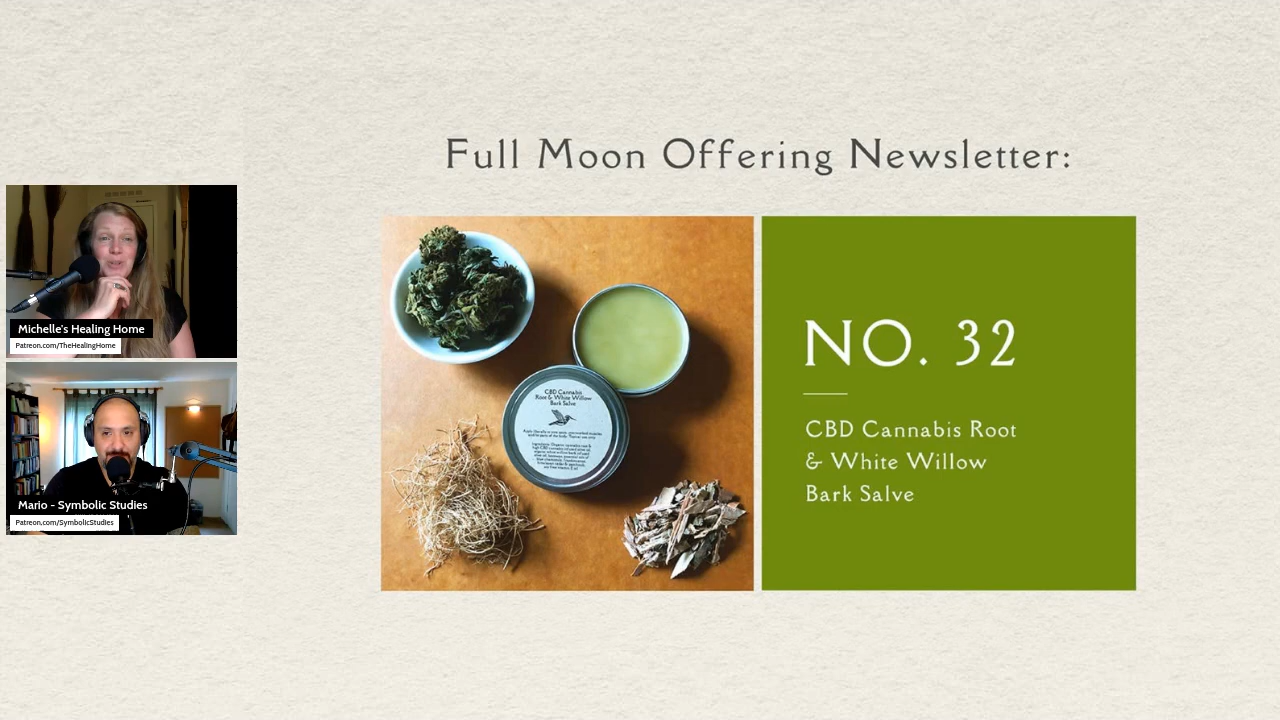 Full Moon Offering Newsletter:
Michelle's Healing Home
Patreon.com/TheHealingHome
Mario - Symbolic Studies
Patreon.com/SymbolicStudies
CBD Cannabis
Root & White Willow
Bark Salve
NO. 32
CBD Cannabis Root
& White Willow
Bark Salve